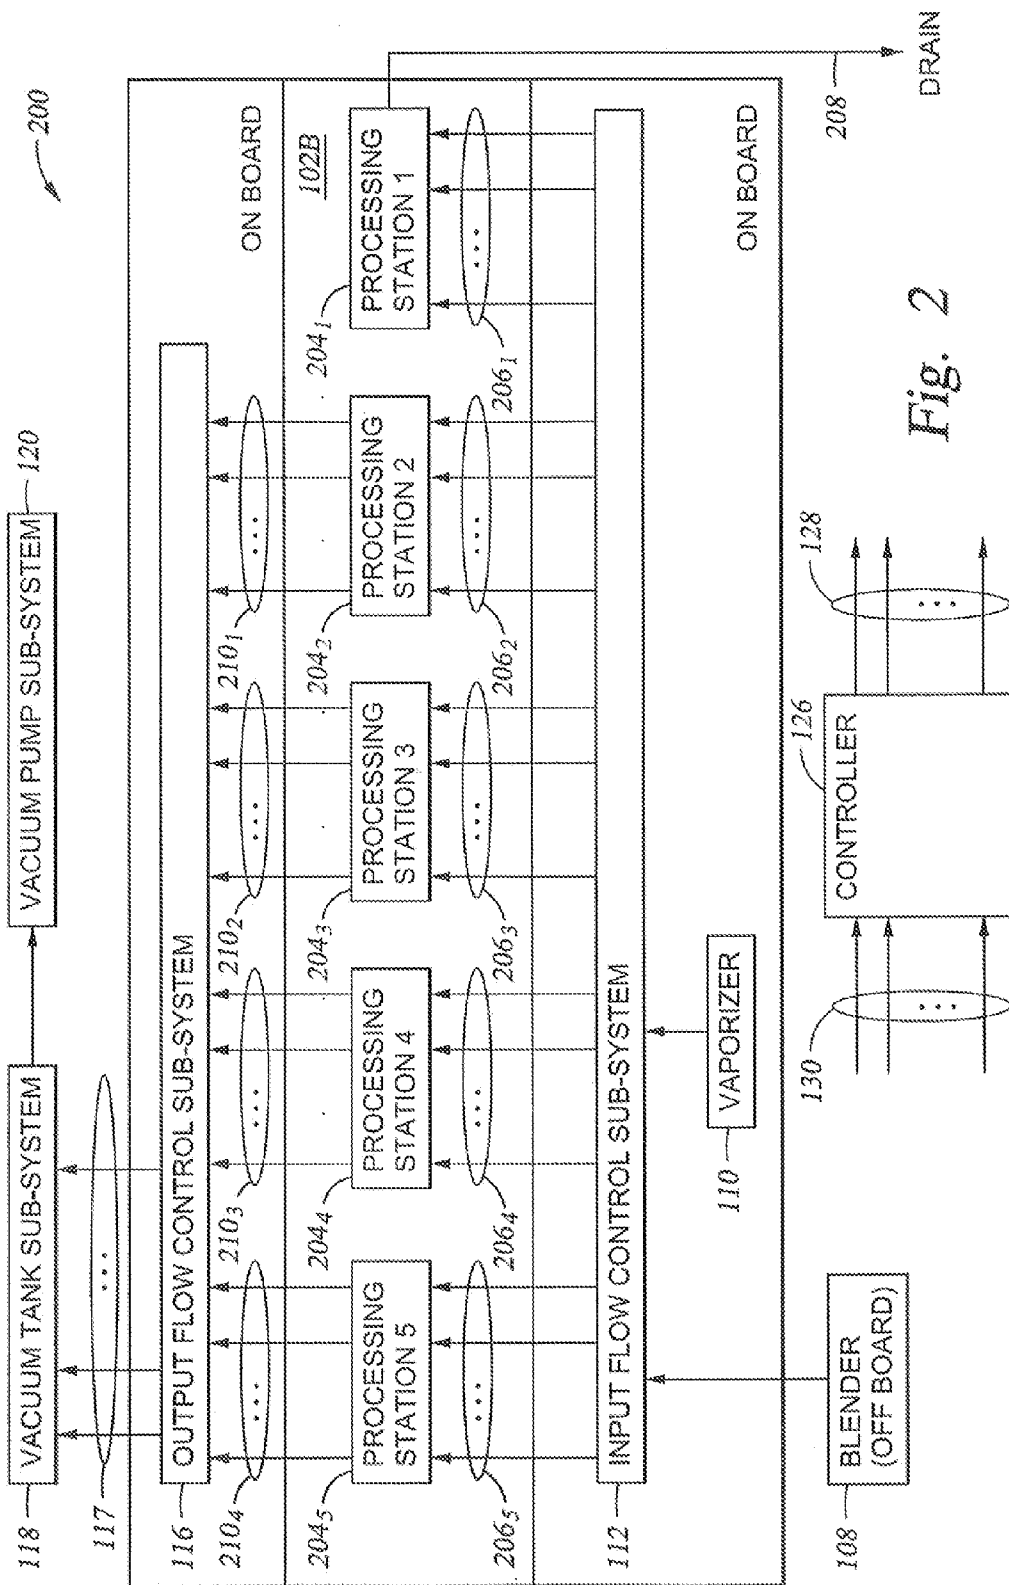 200
118
VACUUM TANK SUB-SYSTEM
VACUUM PUMP SUB-SYSTEM
120
117
116
OUTPUT FLOW CONTROL SUB-SYSTEM
ON BOARD
210₄
210₃
210₂
210₁
102B
204₅
PROCESSING
STATION 5
204₄
PROCESSING
STATION 4
204₃
PROCESSING
STATION 3
204₂
PROCESSING
STATION 2
204₁
PROCESSING
STATION 1
206₅
206₄
206₃
206₂
206₁
112
INPUT FLOW CONTROL SUB-SYSTEM
110
VAPORIZER
ON BOARD
208
DRAIN
108
BLENDER
(OFF BOARD)
130
CONTROLLER
126
128
Fig. 2